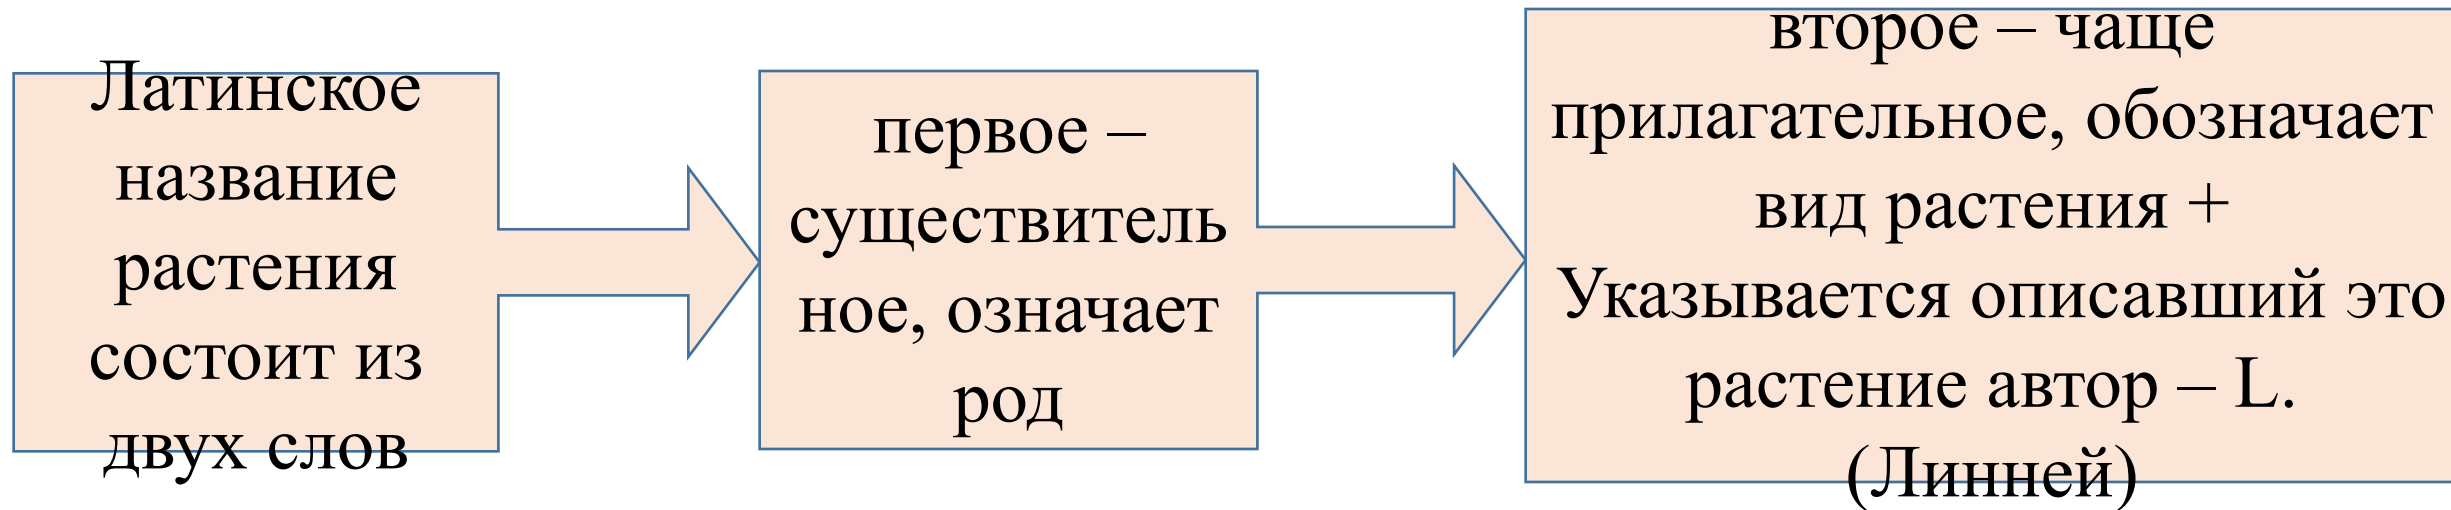 Латинское
название
растения
состоит из
двух слов
первое –
существитель
ное, означает
род
второе – чаще
прилагательное, обозначает
вид растения +
Указывается описавший это
растение автор – L.
(Линней)